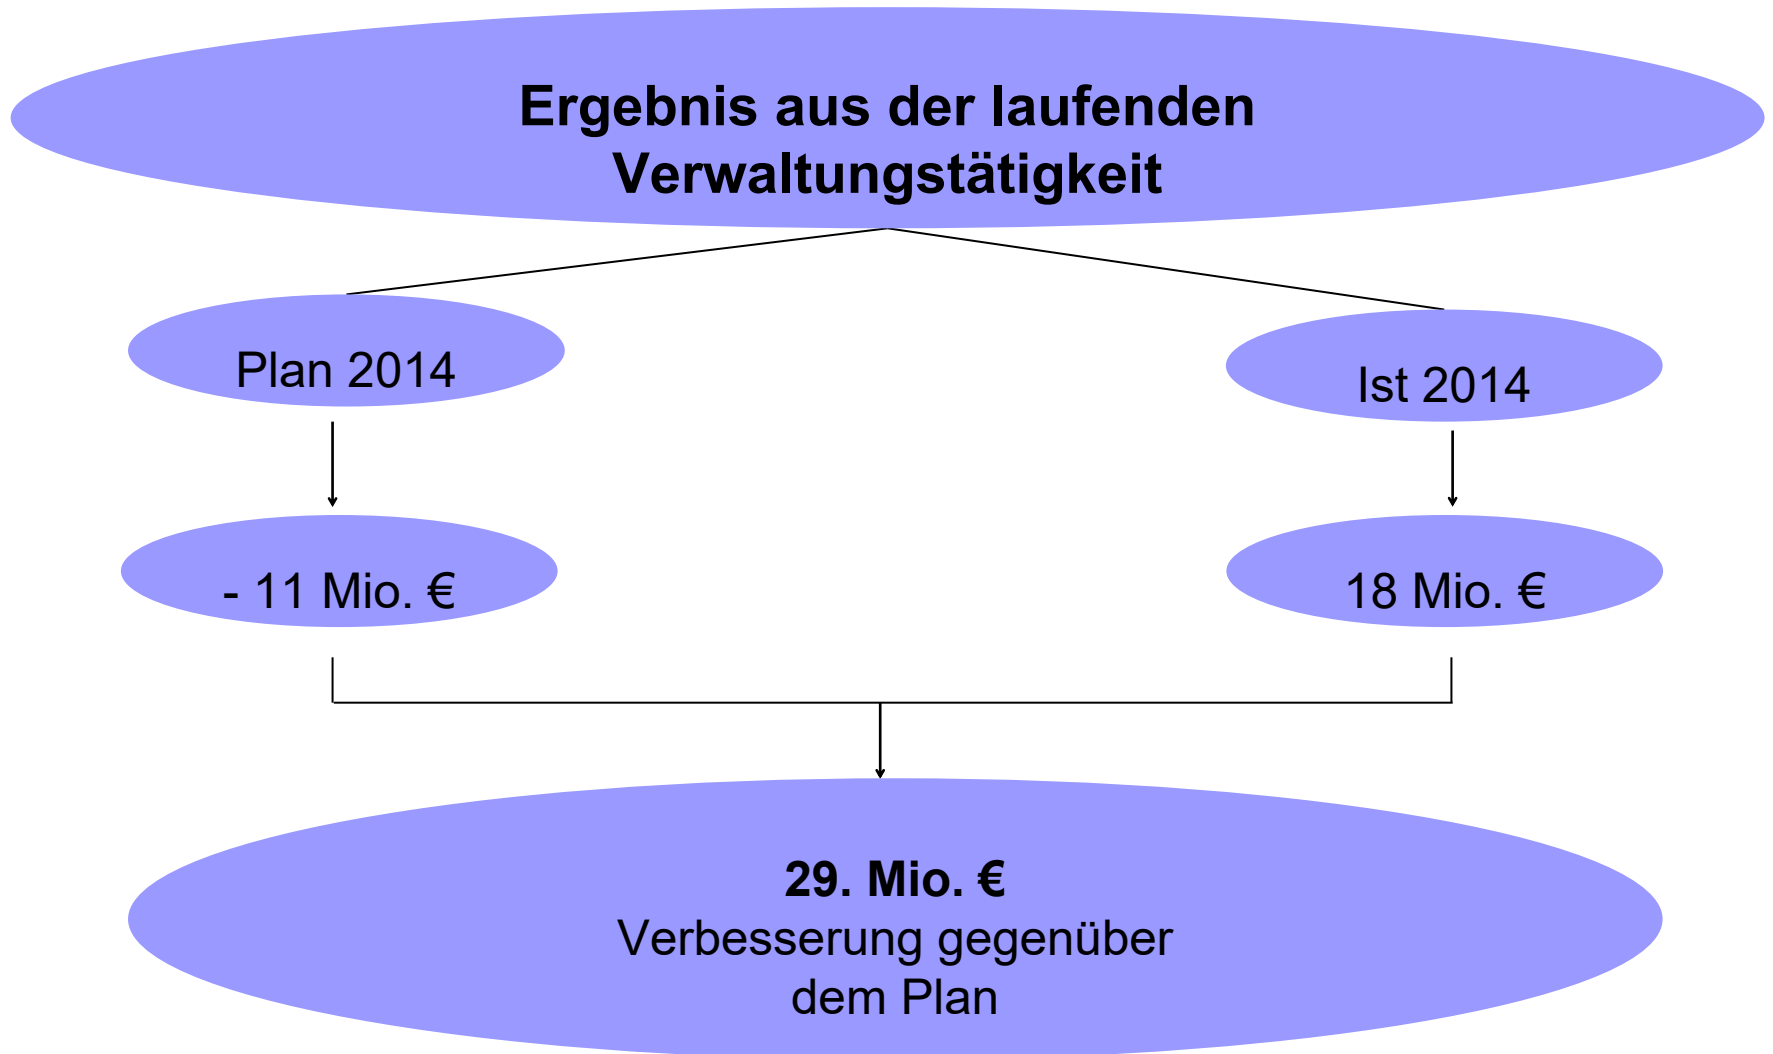 Ergebnis aus der laufenden
Verwaltungstätigkeit
Plan 2014
Ist 2014
- 11 Mio. €
18 Mio. €
29. Mio. €
Verbesserung gegenüber
dem Plan